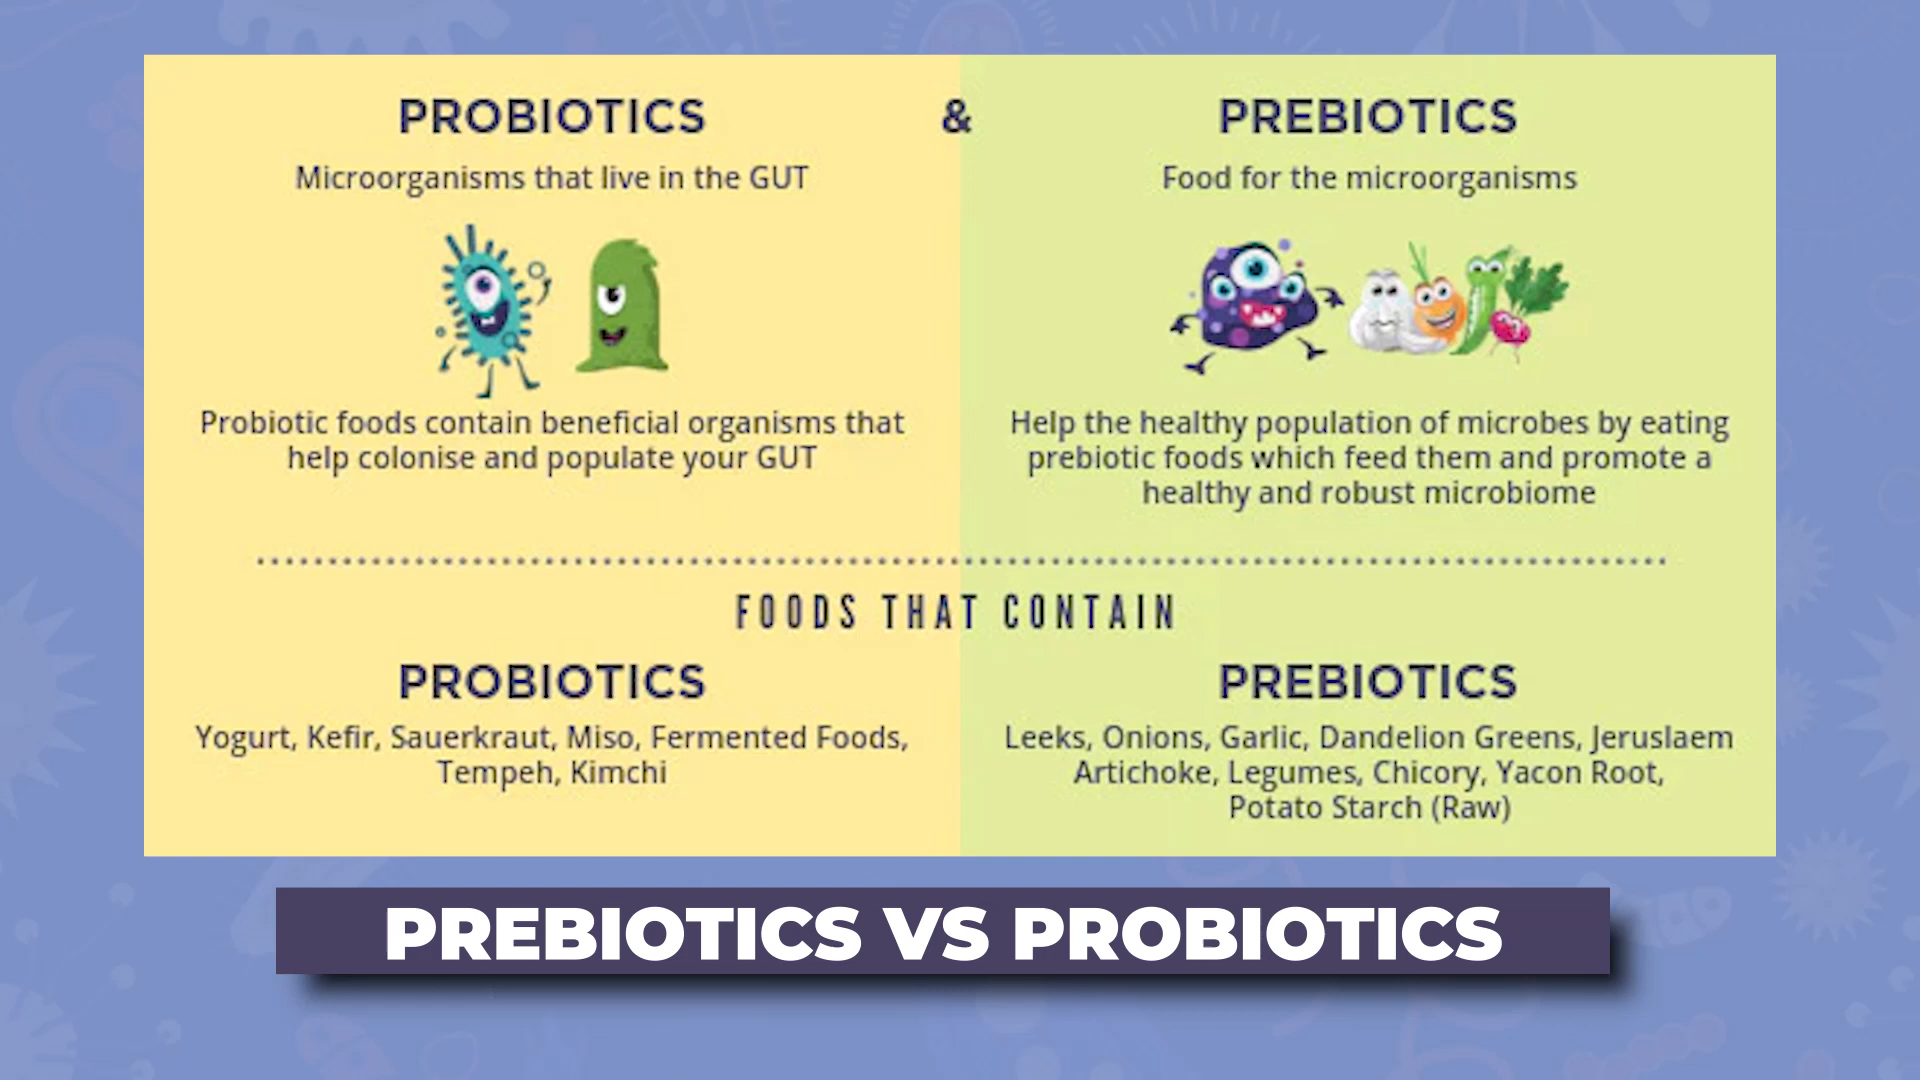 PROBIOTICS & PREBIOTICS
Microorganisms that live in the GUT
Food for the microorganisms
Probiotic foods contain beneficial organisms that
help colonise and populate your GUT
Help the healthy population of microbes by eating
prebiotic foods which feed them and promote a
healthy and robust microbiome
FOODS THAT CONTAIN
PROBIOTICS
Yogurt, Kefir, Sauerkraut, Miso, Fermented Foods,
Tempeh, Kimchi
PREBIOTICS
Leeks, Onions, Garlic, Dandelion Greens, Jeruslaem
Artichoke, Legumes, Chicory, Yacon Root,
Potato Starch (Raw)
PREBIOTICS VS PROBIOTICS